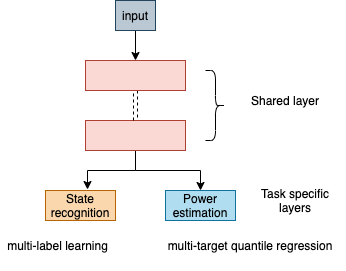 input
Shared layer
State
recognition
Power
estimation
Task specific
layers
multi-label learning
multi-target quantile regression